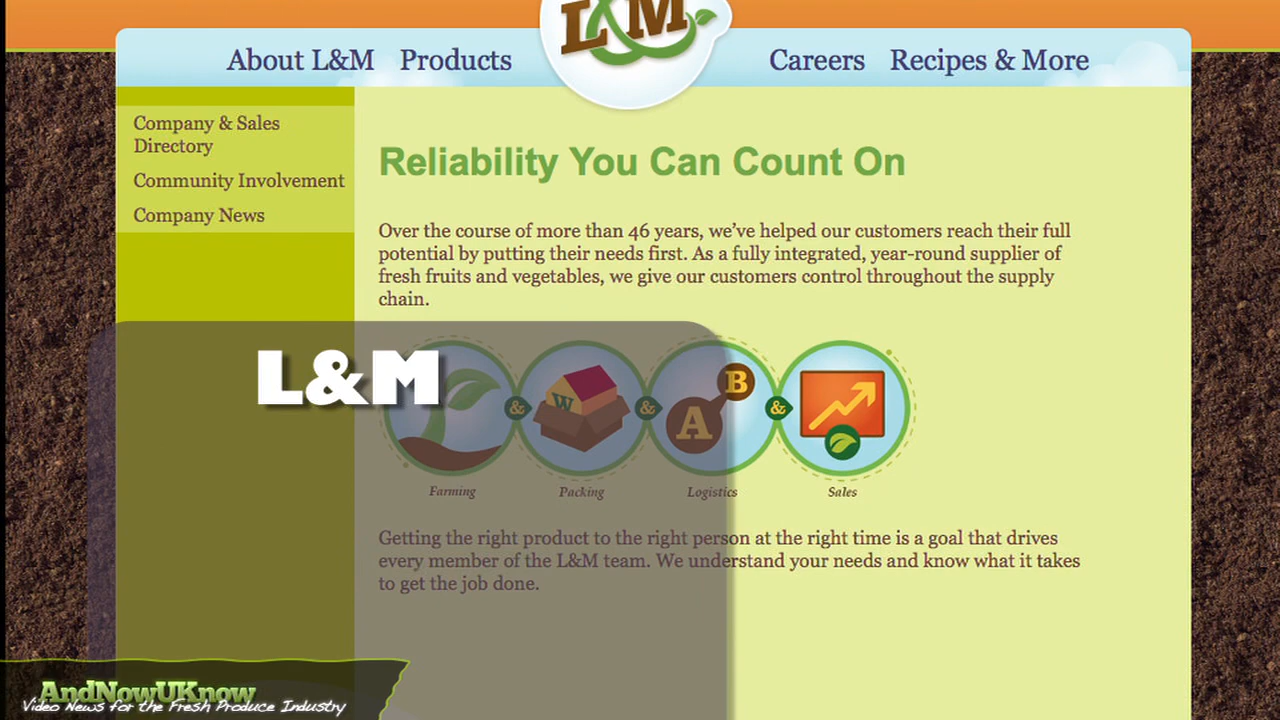 L&M
About L&M Products Careers Recipes & More
Company & Sales
Directory
Community Involvement
Company News
Reliability You Can Count On
Over the course of more than 46 years, we’ve helped our customers reach their full
potential by putting their needs first. As a fully integrated, year-round supplier of
fresh fruits and vegetables, we give our customers control throughout the supply
chain.
L&M
& & &
W
A
B
Farming Packing Logistics Sales
Getting the right product to the right person at the right time is a goal that drives
every member of the L&M team. We understand your needs and know what it takes
to get the job done.
AndNowUKnow
Video News for the Fresh Produce Industry